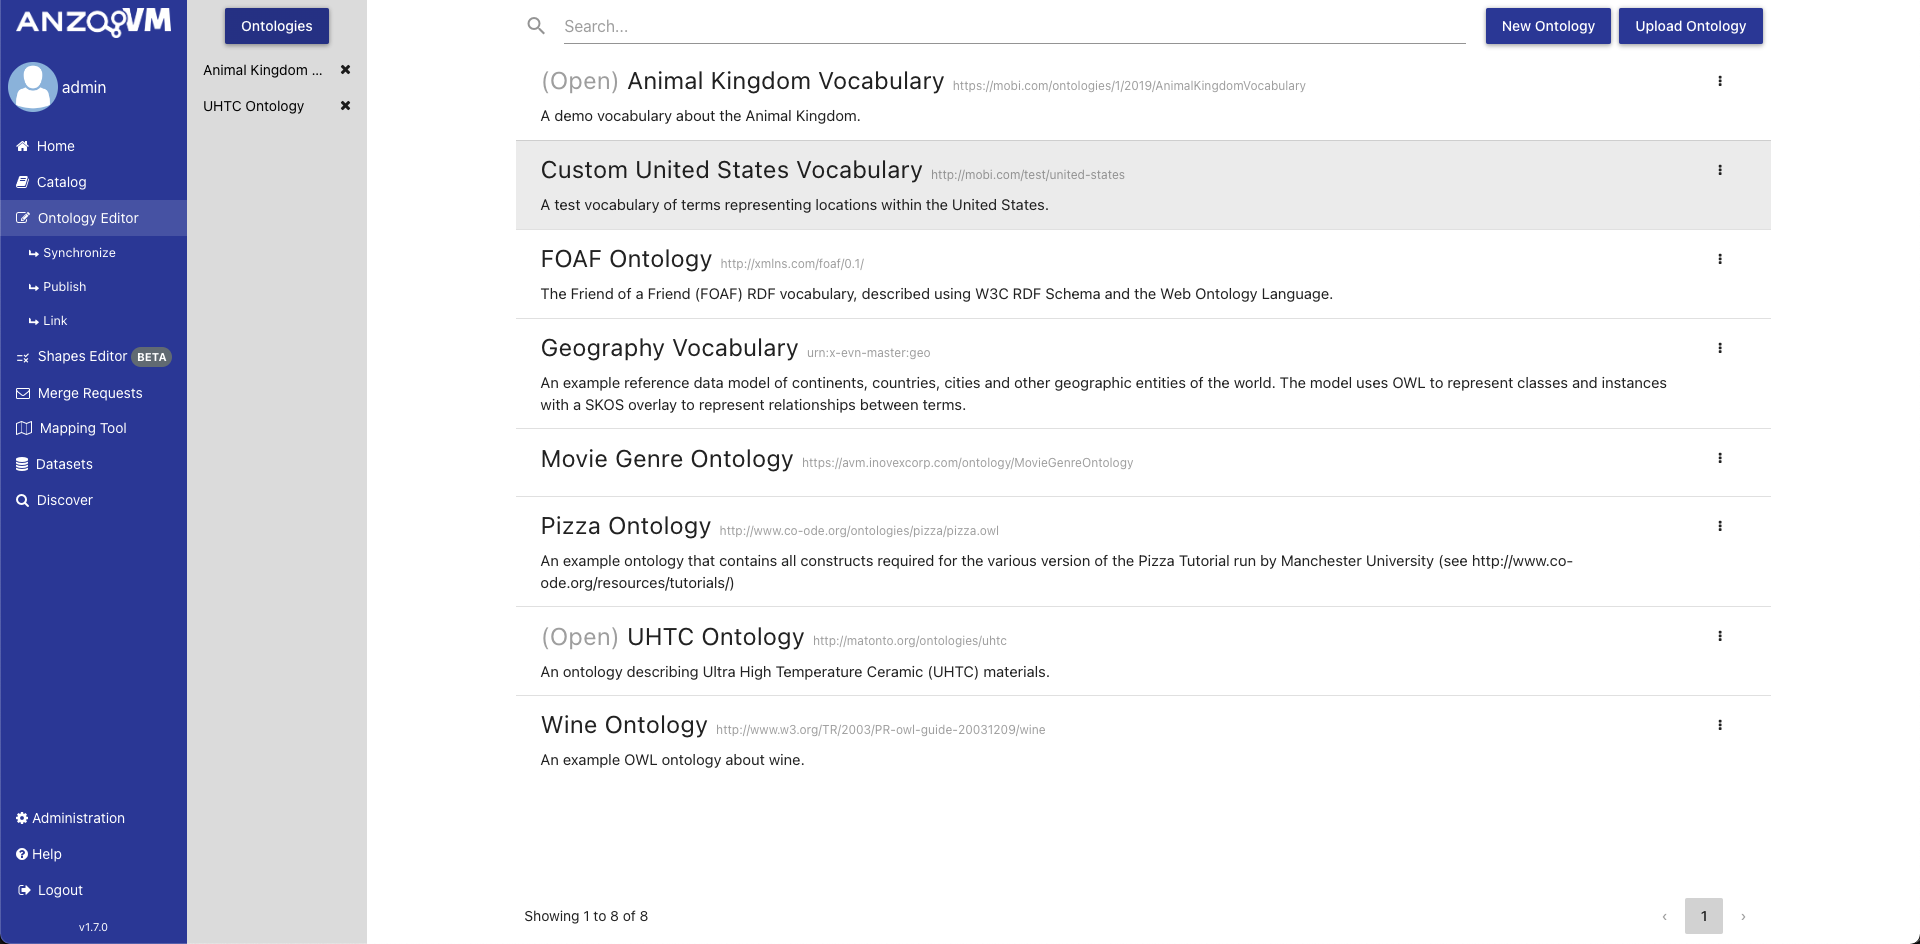 ANZO VM
admin
Home
Catalog
Ontology Editor
Synchronize
Publish
Link
Shapes Editor BETA
Merge Requests
Mapping Tool
Datasets
Discover
Administration
Help
Logout
v1.7.0
Ontologies
Animal Kingdom ...
UHTC Ontology
Search...
New Ontology
Upload Ontology
(Open) Animal Kingdom Vocabulary https://mobi.com/ontologies/1/2019/AnimalKingdomVocabulary
A demo vocabulary about the Animal Kingdom.
Custom United States Vocabulary http://mobi.com/test/united-states
A test vocabulary of terms representing locations within the United States.
FOAF Ontology http://xmlns.com/foaf/0.1/
The Friend of a Friend (FOAF) RDF vocabulary, described using W3C RDF Schema and the Web Ontology Language.
Geography Vocabulary urn:x-evn-master:geo
An example reference data model of continents, countries, cities and other geographic entities of the world. The model uses OWL to represent classes and instances
with a SKOS overlay to represent relationships between terms.
Movie Genre Ontology https://avm.inovexcorp.com/ontology/MovieGenreOntology
Pizza Ontology http://www.co-ode.org/ontologies/pizza/pizza.owl
An example ontology that contains all constructs required for the various version of the Pizza Tutorial run by Manchester University (see http://www.co-
ode.org/resources/tutorials/)
(Open) UHTC Ontology http://matonto.org/ontologies/uhtc
An ontology describing Ultra High Temperature Ceramic (UHTC) materials.
Wine Ontology http://www.w3.org/TR/2003/PR-owl-guide-20031209/wine
An example OWL ontology about wine.
Showing 1 to 8 of 8
‹ 1 ›